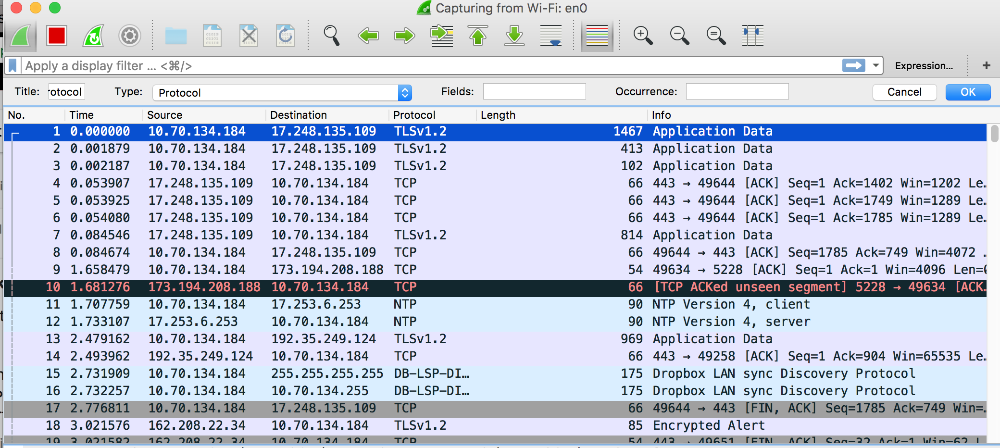 Capturing from Wi-Fi: en0
Apply a display filter ... <⌘/> Expression... +
Title: rotocol Type: Protocol Fields: Occurrence: Cancel OK
No. Time Source Destination Protocol Length Info
1 0.000000 10.70.134.184 17.248.135.109 TLSv1.2 1467 Application Data
2 0.001879 10.70.134.184 17.248.135.109 TLSv1.2 413 Application Data
3 0.002187 10.70.134.184 17.248.135.109 TLSv1.2 102 Application Data
4 0.053907 17.248.135.109 10.70.134.184 TCP 66 443 → 49644 [ACK] Seq=1 Ack=1402 Win=1202 Le…
5 0.053925 17.248.135.109 10.70.134.184 TCP 66 443 → 49644 [ACK] Seq=1 Ack=1749 Win=1289 Le…
6 0.054080 17.248.135.109 10.70.134.184 TCP 66 443 → 49644 [ACK] Seq=1 Ack=1785 Win=1289 Le…
7 0.084546 17.248.135.109 10.70.134.184 TLSv1.2 814 Application Data
8 0.084674 10.70.134.184 17.248.135.109 TCP 66 49644 → 443 [ACK] Seq=1785 Ack=749 Win=4072 …
9 1.658479 10.70.134.184 173.194.208.188 TCP 54 49634 → 5228 [ACK] Seq=1 Ack=1 Win=4096 Len=0
10 1.681276 173.194.208.188 10.70.134.184 TCP 66 [TCP ACKed unseen segment] 5228 → 49634 [ACK…
11 1.707759 10.70.134.184 17.253.6.253 NTP 90 NTP Version 4, client
12 1.733107 17.253.6.253 10.70.134.184 NTP 90 NTP Version 4, server
13 2.479162 10.70.134.184 192.35.249.124 TLSv1.2 969 Application Data
14 2.493962 192.35.249.124 10.70.134.184 TCP 66 443 → 49258 [ACK] Seq=1 Ack=904 Win=65535 Le…
15 2.731909 10.70.134.184 255.255.255.255 DB-LSP-DI… 175 Dropbox LAN sync Discovery Protocol
16 2.732257 10.70.134.184 10.70.134.255 DB-LSP-DI… 175 Dropbox LAN sync Discovery Protocol
17 2.776811 10.70.134.184 17.248.135.109 TCP 66 49644 → 443 [FIN, ACK] Seq=1785 Ack=749 Win=…
18 3.021576 162.208.22.34 10.70.134.184 TLSv1.2 85 Encrypted Alert
19 3.021582 162.208.22.34 10.70.134.184 TCP 54 443 → 49651 [FIN, ACK] Seq=32 Ack=1 Win=62 L